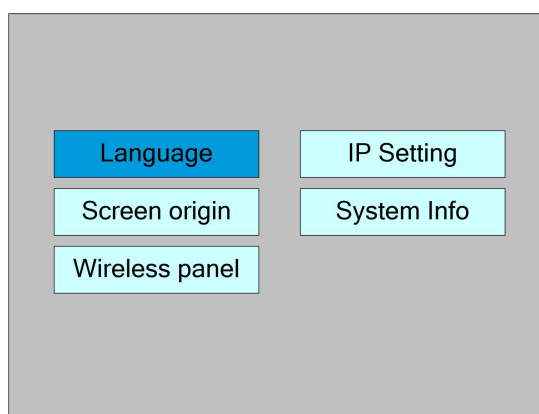 Language
IP Setting
Screen origin
System Info
Wireless panel